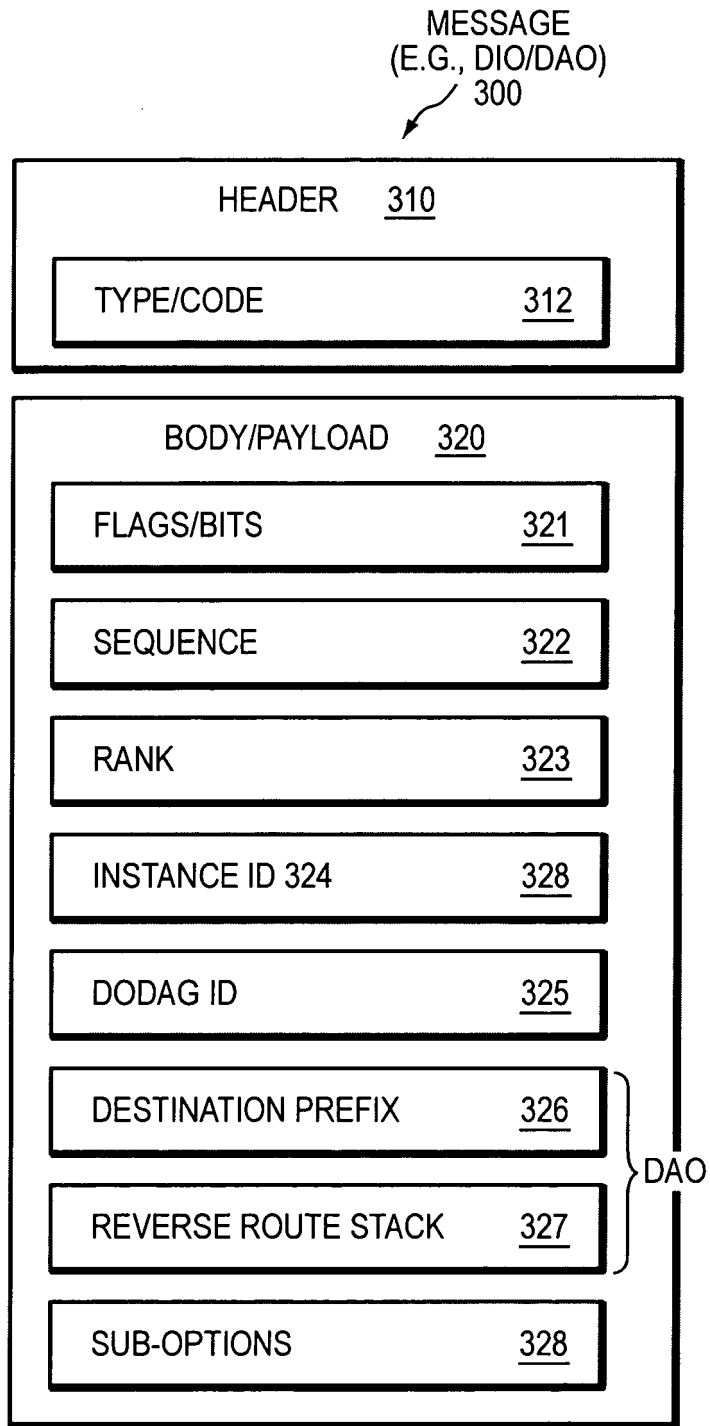 MESSAGE
(E.G., DIO/DAO)
300
HEADER 310
TYPE/CODE 312
BODY/PAYLOAD 320
FLAGS/BITS 321
SEQUENCE 322
RANK 323
INSTANCE ID 324 328
DODAG ID 325
DESTINATION PREFIX 326
DAO
REVERSE ROUTE STACK 327
SUB-OPTIONS 328